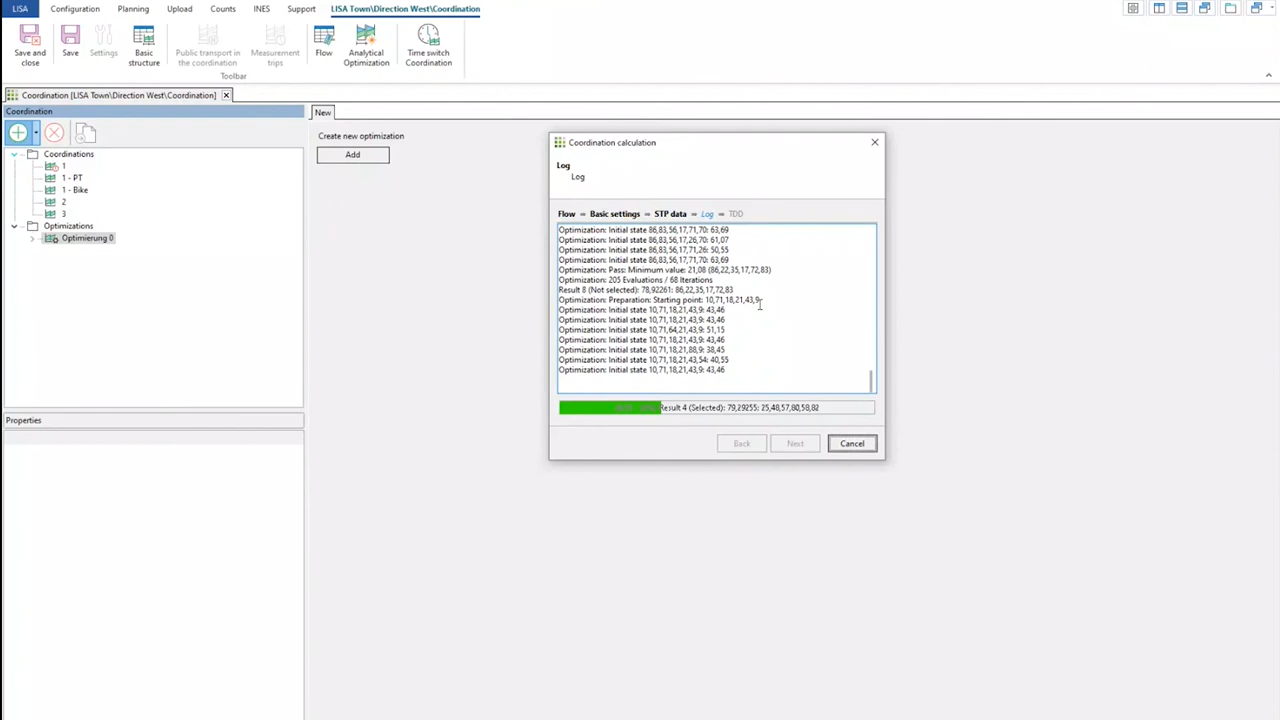 LISA Configuration Planning Upload Counts INES Support LISA Town\Direction West\Coordination
Save and close
Save
Settings
Basic structure
Public transport in the coordination
Measurement trips
Flow
Analytical Optimization
Time switch Coordination
Toolbar
Coordination [LISA Town\Direction West\Coordination]
Coordination
Coordinations
1
1 - PT
1 - Bike
2
3
Optimizations
Optimierung 0
Properties
New
Create new optimization
Add
Coordination calculation
Log
Log
Flow Basic settings STP data Log TDD
Optimization: Initial state 86,83,56,17,71,70: 63,69
Optimization: Initial state 86,83,56,17,26,70: 61,07
Optimization: Initial state 86,83,56,17,71,26: 50,55
Optimization: Initial state 86,83,56,17,71,70: 63,69
Optimization: Pass: Minimum value: 21,08 (86,22,35,17,72,83)
Optimization: 205 Evaluations / 68 Iterations
Result 8 (Not selected): 78,92261: 86,22,35,17,72,83
Optimization: Preparation: Starting point: 10,71,18,21,43,9
Optimization: Initial state 10,71,18,21,43,9: 43,46
Optimization: Initial state 10,71,18,21,43,9: 43,46
Optimization: Initial state 10,71,64,21,43,9: 51,15
Optimization: Initial state 10,71,18,21,43,9: 43,46
Optimization: Initial state 10,71,18,21,88,9: 38,45
Optimization: Initial state 10,71,18,21,43,54: 40,55
Optimization: Initial state 10,71,18,21,43,9: 43,46
Result 4 (Selected): 79,29255: 25,48,57,80,58,82
Back Next Cancel